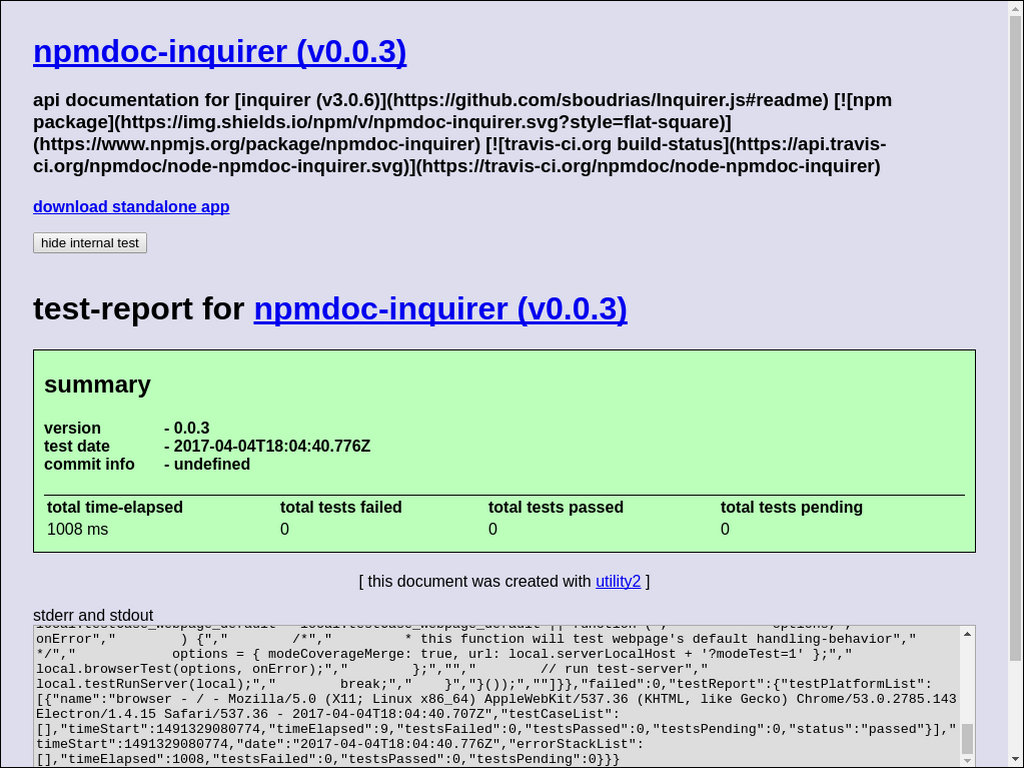 npmdoc-inquirer (v0.0.3)
api documentation for [inquirer (v3.0.6)](https://github.com/sboudrias/Inquirer.js#readme) [![npm
package](https://img.shields.io/npm/v/npmdoc-inquirer.svg?style=flat-square)]
(https://www.npmjs.org/package/npmdoc-inquirer) [![travis-ci.org build-status](https://api.travis-
ci.org/npmdoc/node-npmdoc-inquirer.svg)](https://travis-ci.org/npmdoc/node-npmdoc-inquirer)
download standalone app
hide internal test
test-report for npmdoc-inquirer (v0.0.3)
summary
version - 0.0.3
test date - 2017-04-04T18:04:40.776Z
commit info - undefined
total time-elapsed total tests failed total tests passed total tests pending
1008 ms 0 0 0
[ this document was created with utility2 ]
stderr and stdout
onError","        ) {","        /*","         * this function will test webpage's default handling-behavior","
*/","            options = { modeCoverageMerge: true, url: local.serverLocalHost + '?modeTest=1' };","
local.browserTest(options, onError);","        };","","        // run test-server","
local.testRunServer(local);","        break;","    }","}());",""]}},"failed":0,"testReport":{"testPlatformList":
[{"name":"browser - / - Mozilla/5.0 (X11; Linux x86_64) AppleWebKit/537.36 (KHTML, like Gecko) Chrome/53.0.2785.143
Electron/1.4.15 Safari/537.36 - 2017-04-04T18:04:40.707Z","testCaseList":
[],"timeStart":1491329080774,"timeElapsed":9,"testsFailed":0,"testsPassed":0,"testsPending":0,"status":"passed"}],"
timeStart":1491329080774,"date":"2017-04-04T18:04:40.776Z","errorStackList":
[],"timeElapsed":1008,"testsFailed":0,"testsPassed":0,"testsPending":0}}}